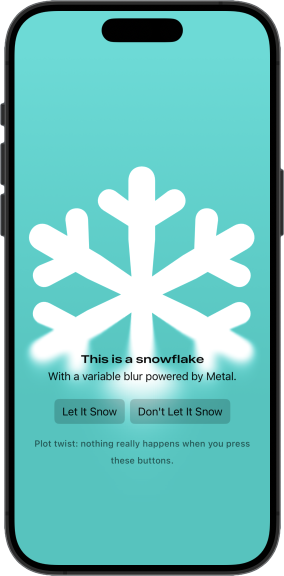 This is a snowflake
With a variable blur powered by Metal.
Let It Snow
Don't Let It Snow
Plot twist: nothing really happens when you press
these buttons.